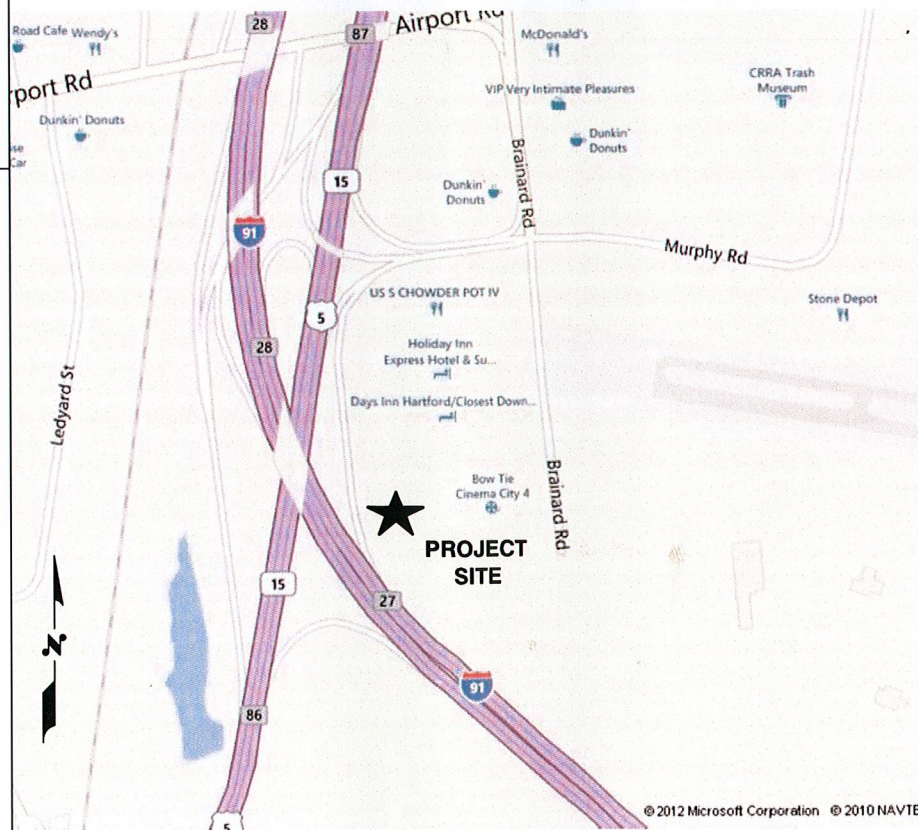 28
87
Airport Rd
Road Cafe
Wendy's
McDonald's
rport Rd
VIP Very Intimate Pleasures
CRRA Trash
Museum
Dunkin' Donuts
Dunkin'
Donuts
se
Car
Brainard Rd
15
Dunkin'
Donuts
91
Murphy Rd
US S CHOWDER POT IV
Stone Depot
5
28
Holiday Inn
Express Hotel & Su...
Ledyard St
Days Inn Hartford/Closest Down...
Bow Tie
Cinema City 4
Brainard Rd
PROJECT
SITE
15
27
N
91
86
5
© 2012 Microsoft Corporation © 2010 NAVTE